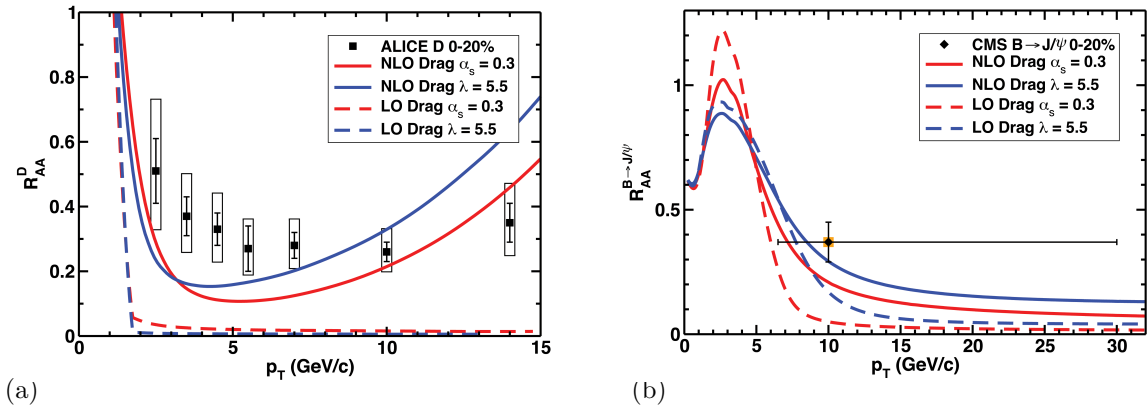 1
0.8
0.6
0.4
0.2
0
0
5
10
15
R_AA^D
p_T (GeV/c)
ALICE D 0-20%
NLO Drag α_s = 0.3
NLO Drag λ = 5.5
LO Drag α_s = 0.3
LO Drag λ = 5.5
(a)
1
0.5
0
0
5
10
15
20
25
30
R_AA^B→J/ψ
p_T (GeV/c)
CMS B→J/ψ 0-20%
NLO Drag α_s = 0.3
NLO Drag λ = 5.5
LO Drag α_s = 0.3
LO Drag λ = 5.5
(b)